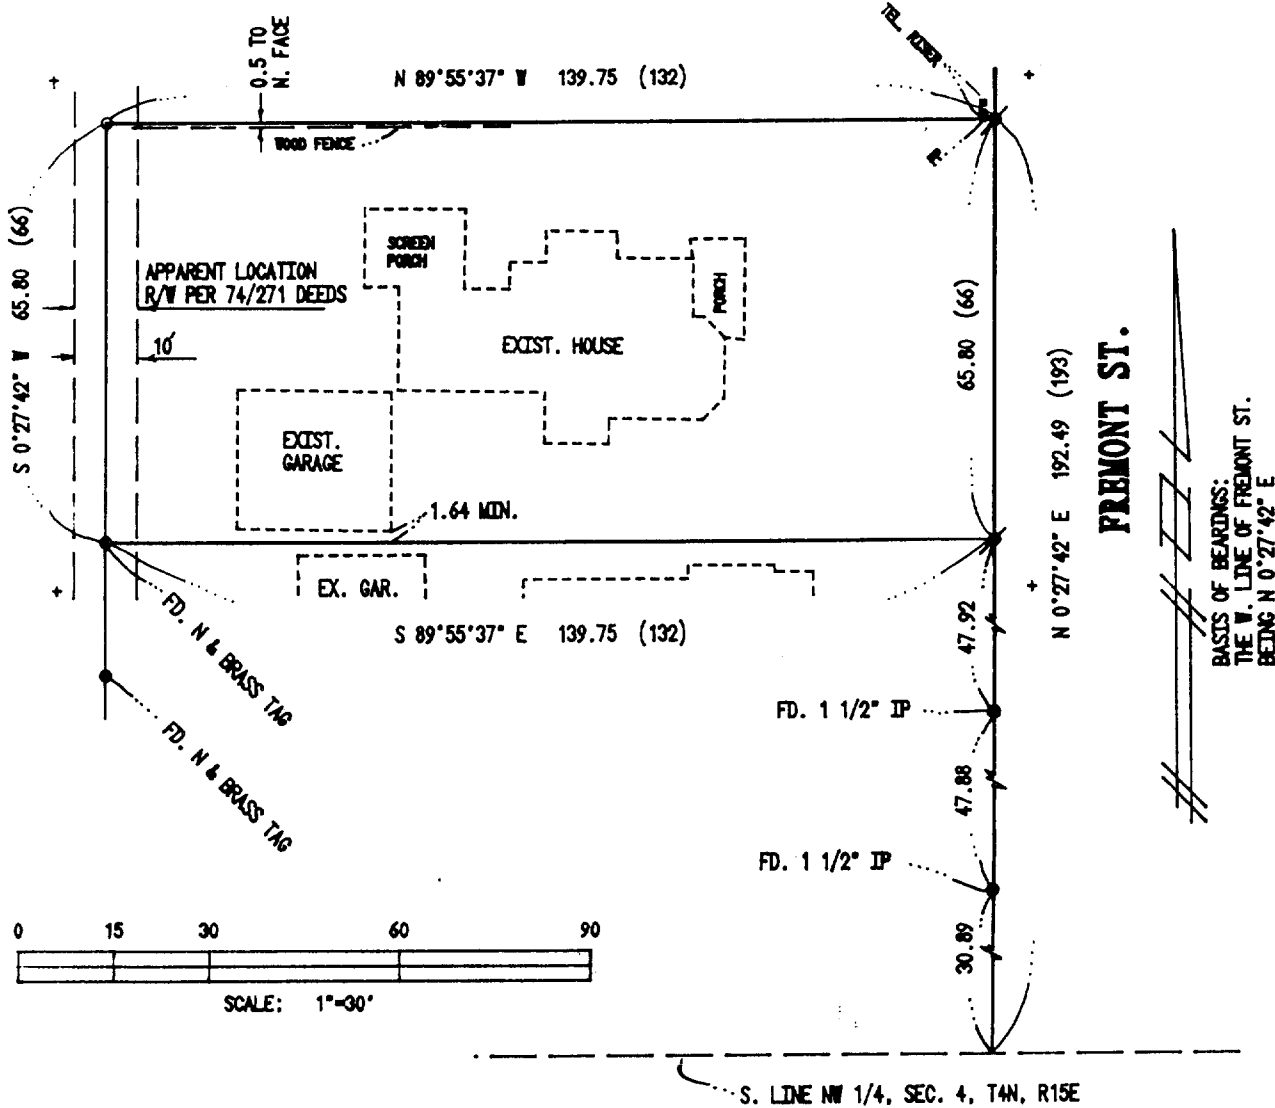 TEL. RISER
0.5 TO
N. FACE
N 89°55'37" W 139.75 (132)
WOOD FENCE
PP
S 0°27'42" W 65.80 (66)
SCREEN
PORCH
APPARENT LOCATION
R/W PER 74/271 DEEDS
PORCH
10'
EXIST. HOUSE
65.80 (66)
EXIST.
GARAGE
1.64 MIN.
EX. GAR.
N 0°27'42" E 192.49 (193)
FREMONT ST.
BASIS OF BEARINGS:
THE W. LINE OF FREMONT ST.
BEING N 0°27'42" E
S 89°55'37" E 139.75 (132)
47.92
FD. N & BRASS TAG
FD. N & BRASS TAG
FD. 1 1/2" IP
47.88
FD. 1 1/2" IP
30.89
0 15 30 60 90
SCALE: 1"=30'
S. LINE NW 1/4, SEC. 4, T4N, R15E